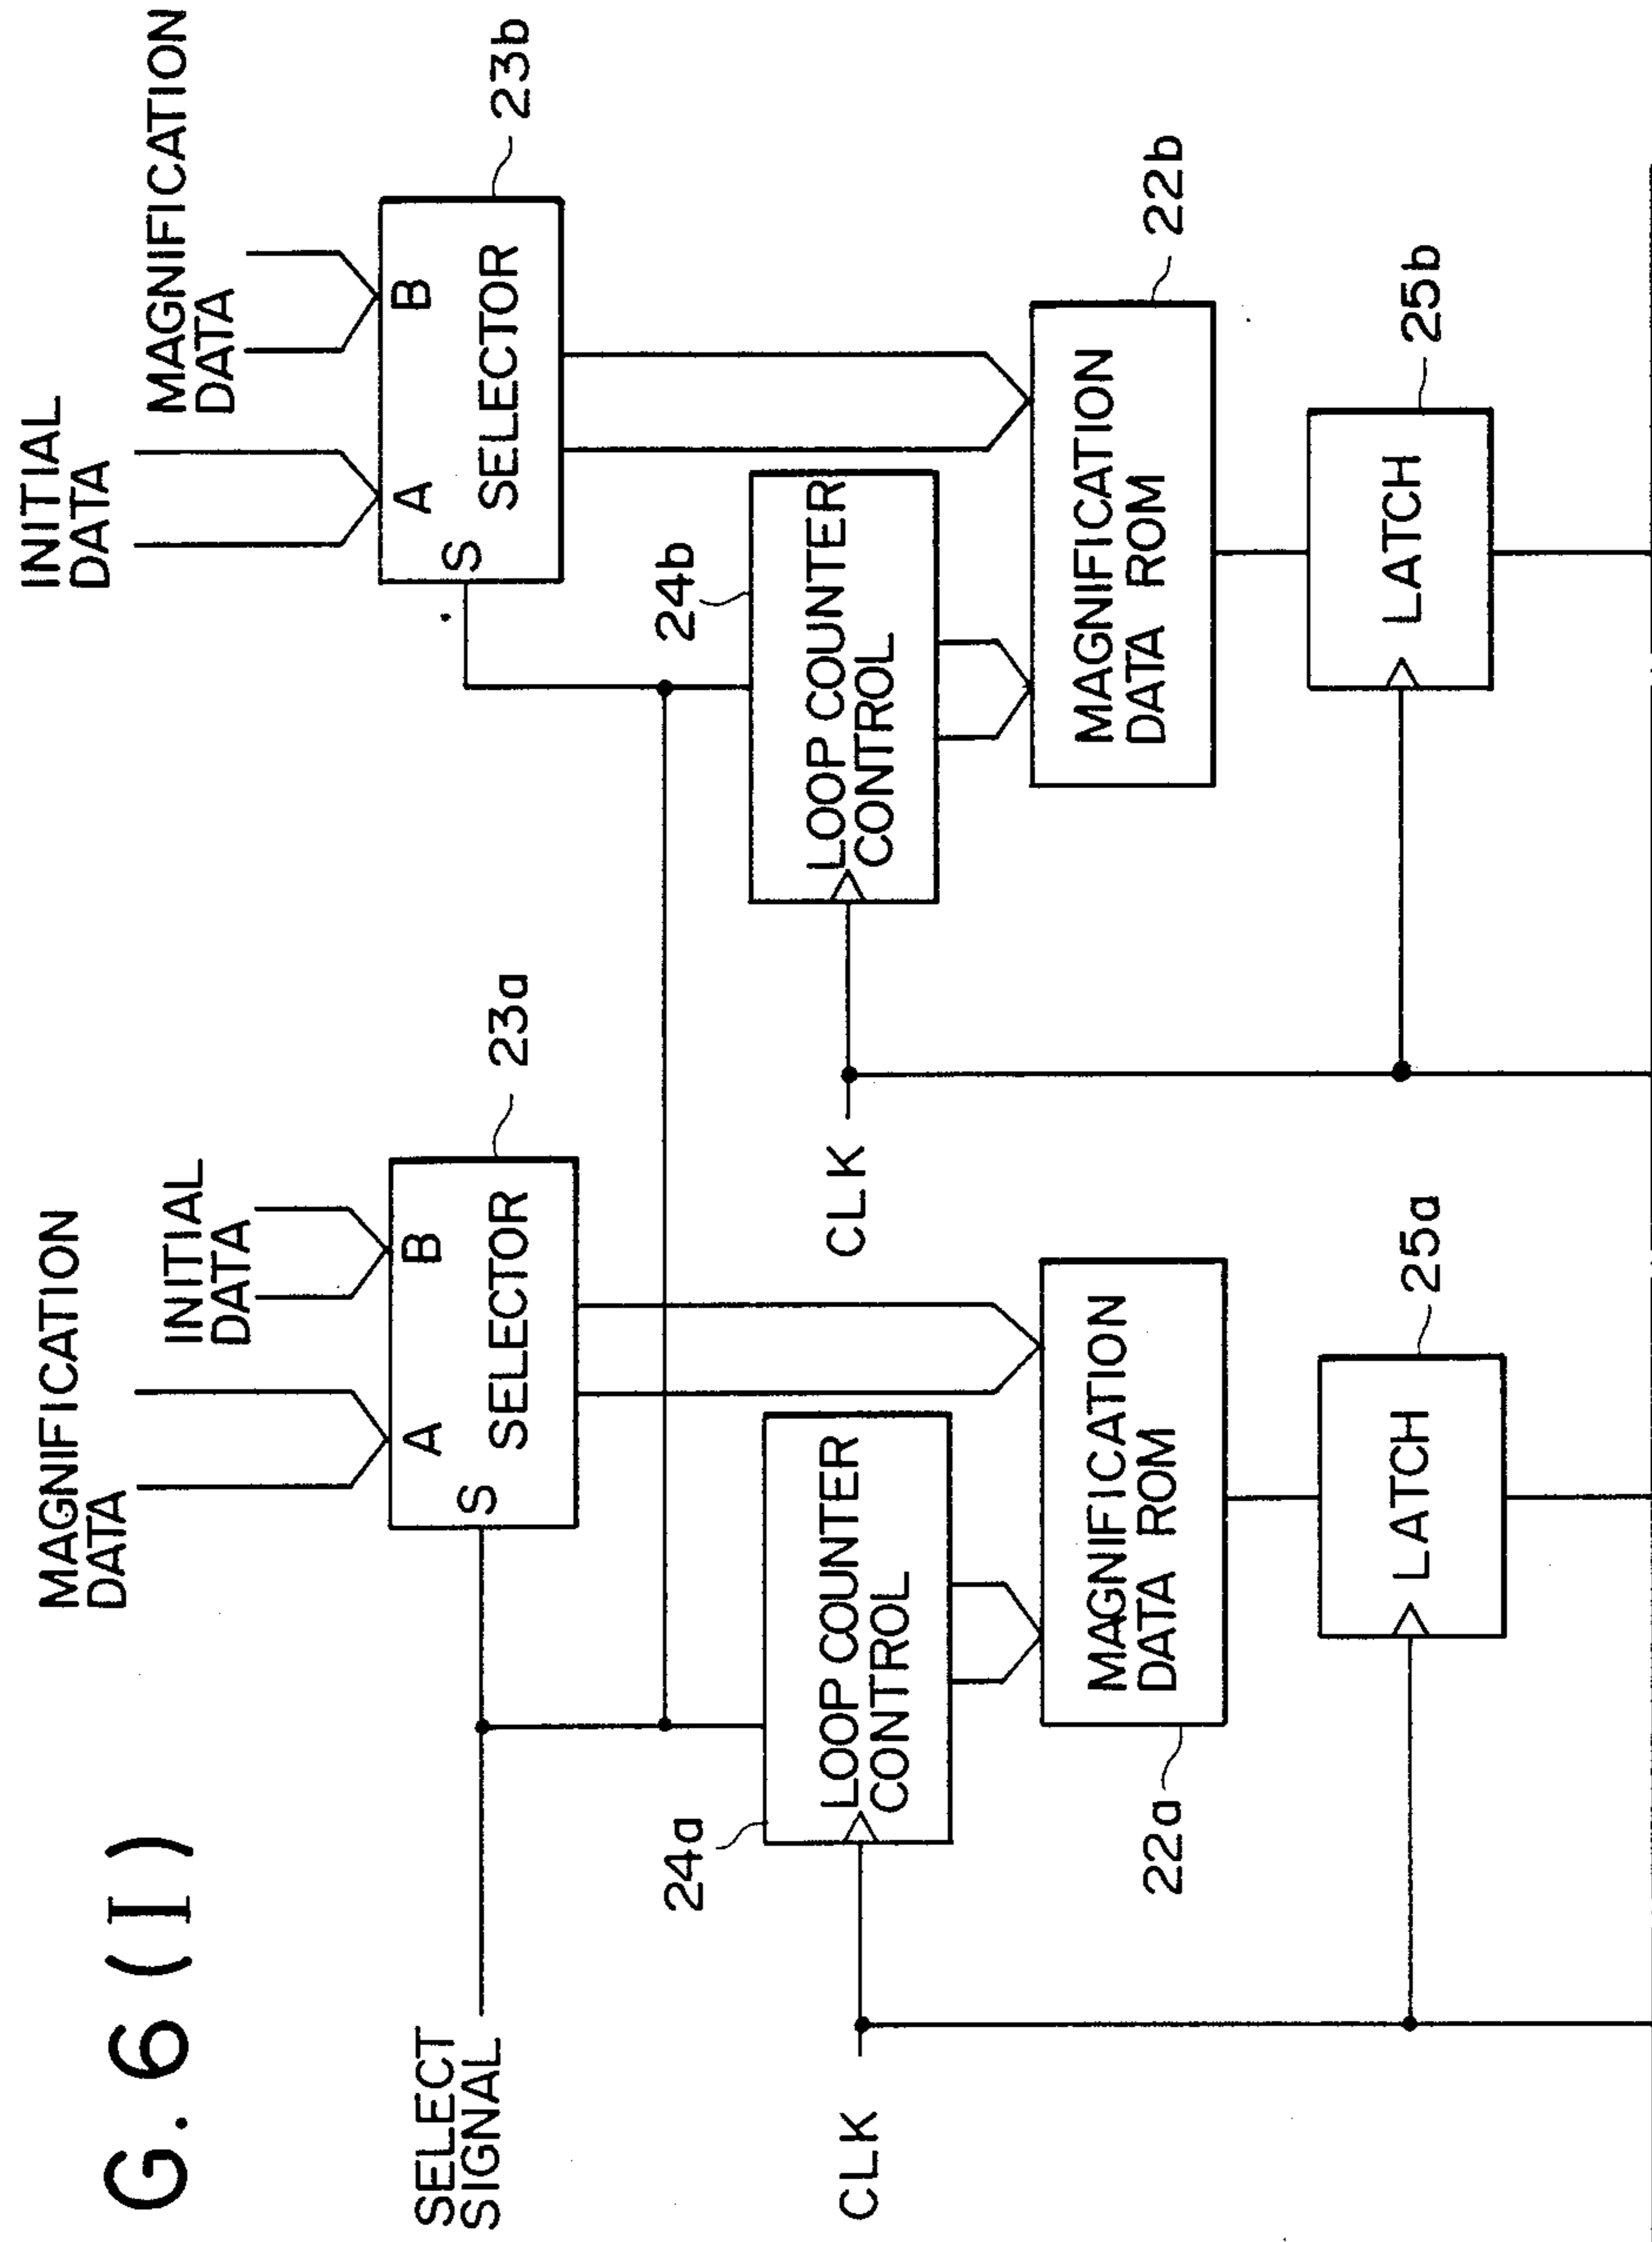 G. 6 (I)
MAGNIFICATION
DATA
INITIAL
DATA
INITIAL
DATA
MAGNIFICATION
DATA
SELECT
SIGNAL
S
A
B
SELECTOR
23a
S
A
B
SELECTOR
23b
24a
LOOP COUNTER
CONTROL
24b
LOOP COUNTER
CONTROL
CLK
CLK
22a
MAGNIFICATION
DATA ROM
MAGNIFICATION
DATA ROM
22b
LATCH
25a
LATCH
25b